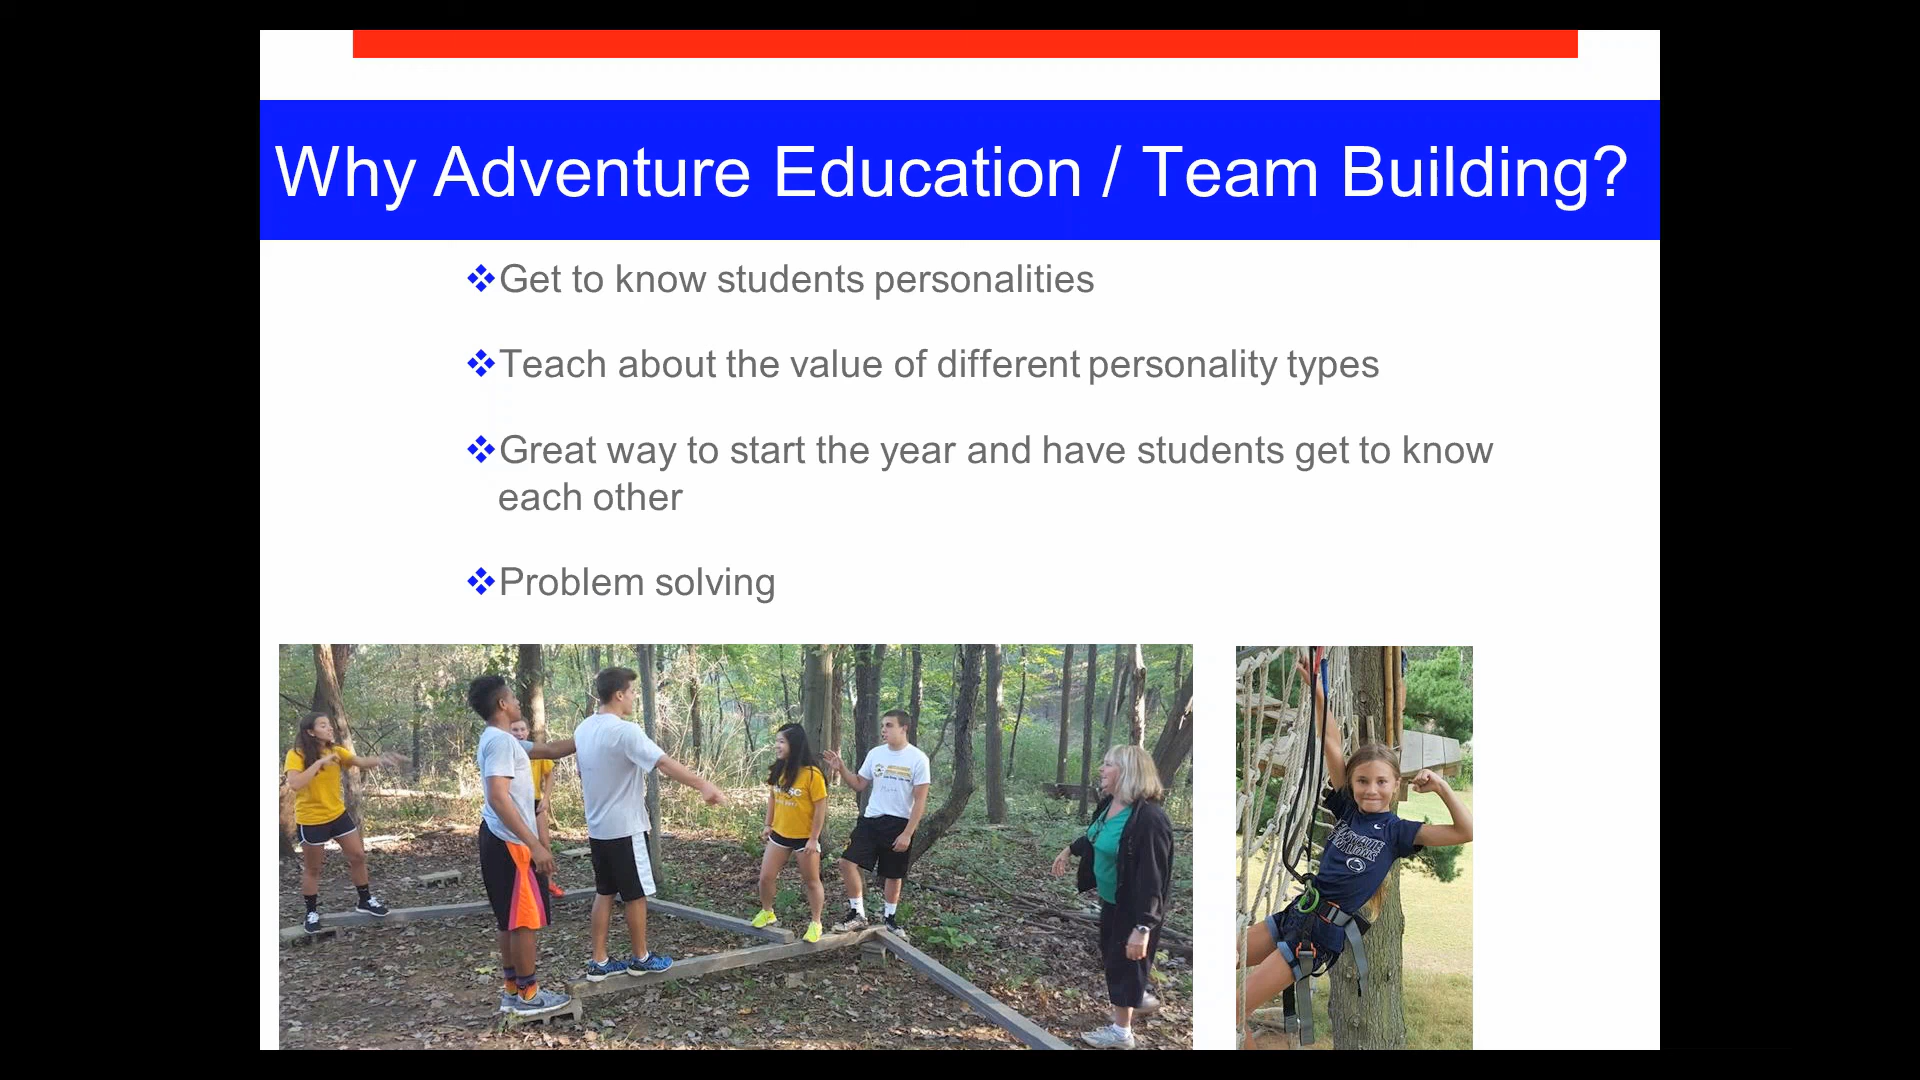 Why Adventure Education / Team Building?
❖Get to know students personalities
❖Teach about the value of different personality types
❖Great way to start the year and have students get to know
each other
❖Problem solving